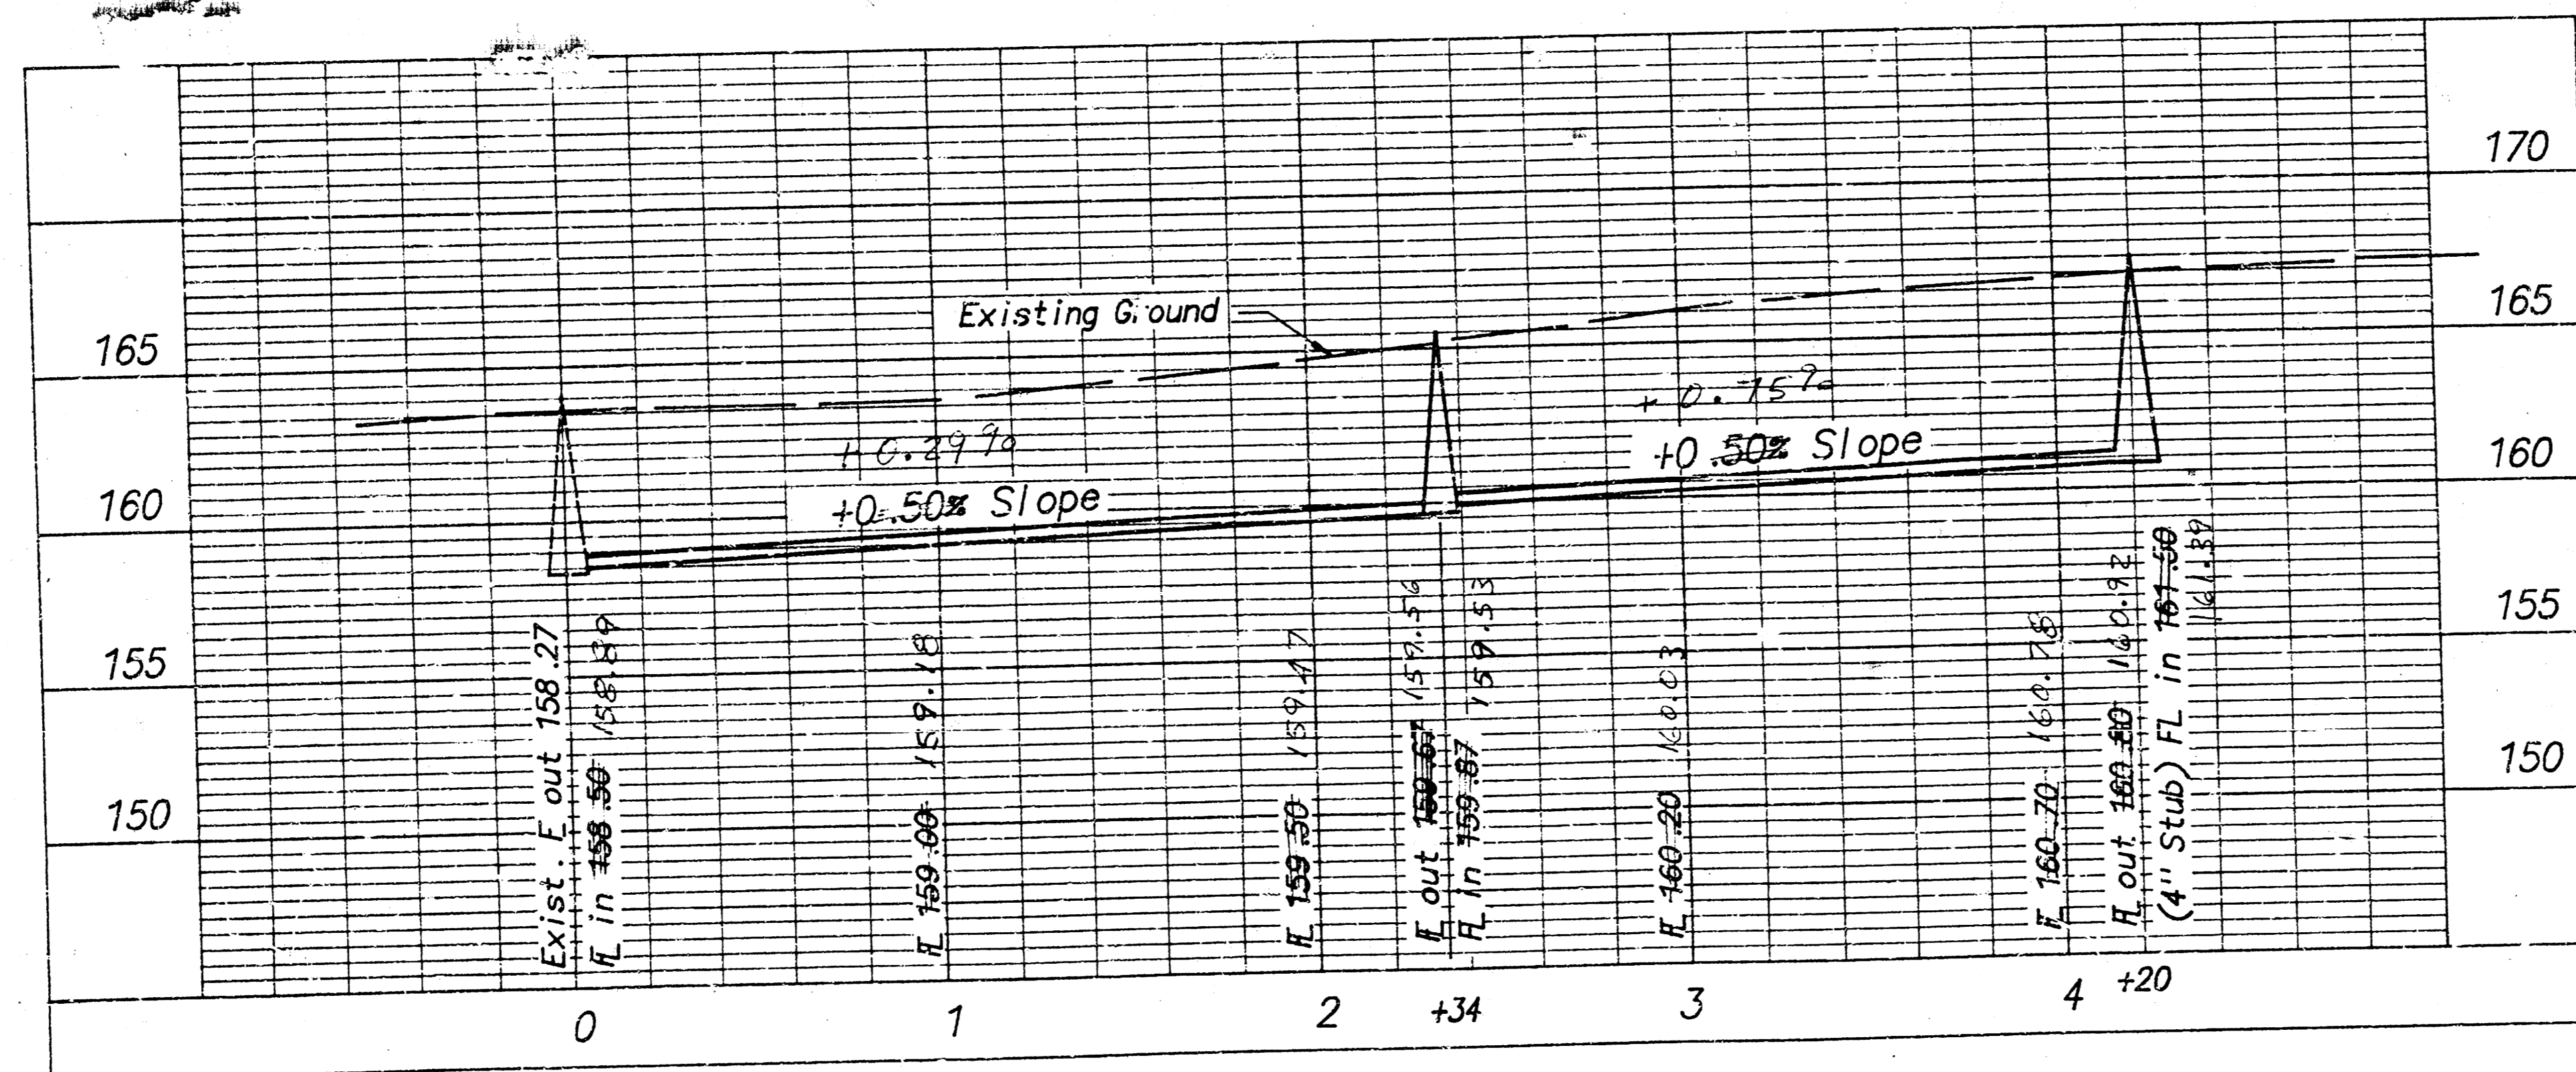 170
165
165
160
160
155
155
150
150
Existing Ground
+0.29%
+0.50% Slope
+0.75%
+0.50% Slope
Exist. FL out 158.27
FL in 158.50 158.89
FL 159.00 159.18
FL 159.50 159.47
FL out 159.67 159.56
FL in 159.87 159.53
FL 160.20 160.03
FL 160.70 160.78
FL out 160.80 160.92
(4" Stub) FL in 161.50
161.39
0
1
2
+34
3
4
+20